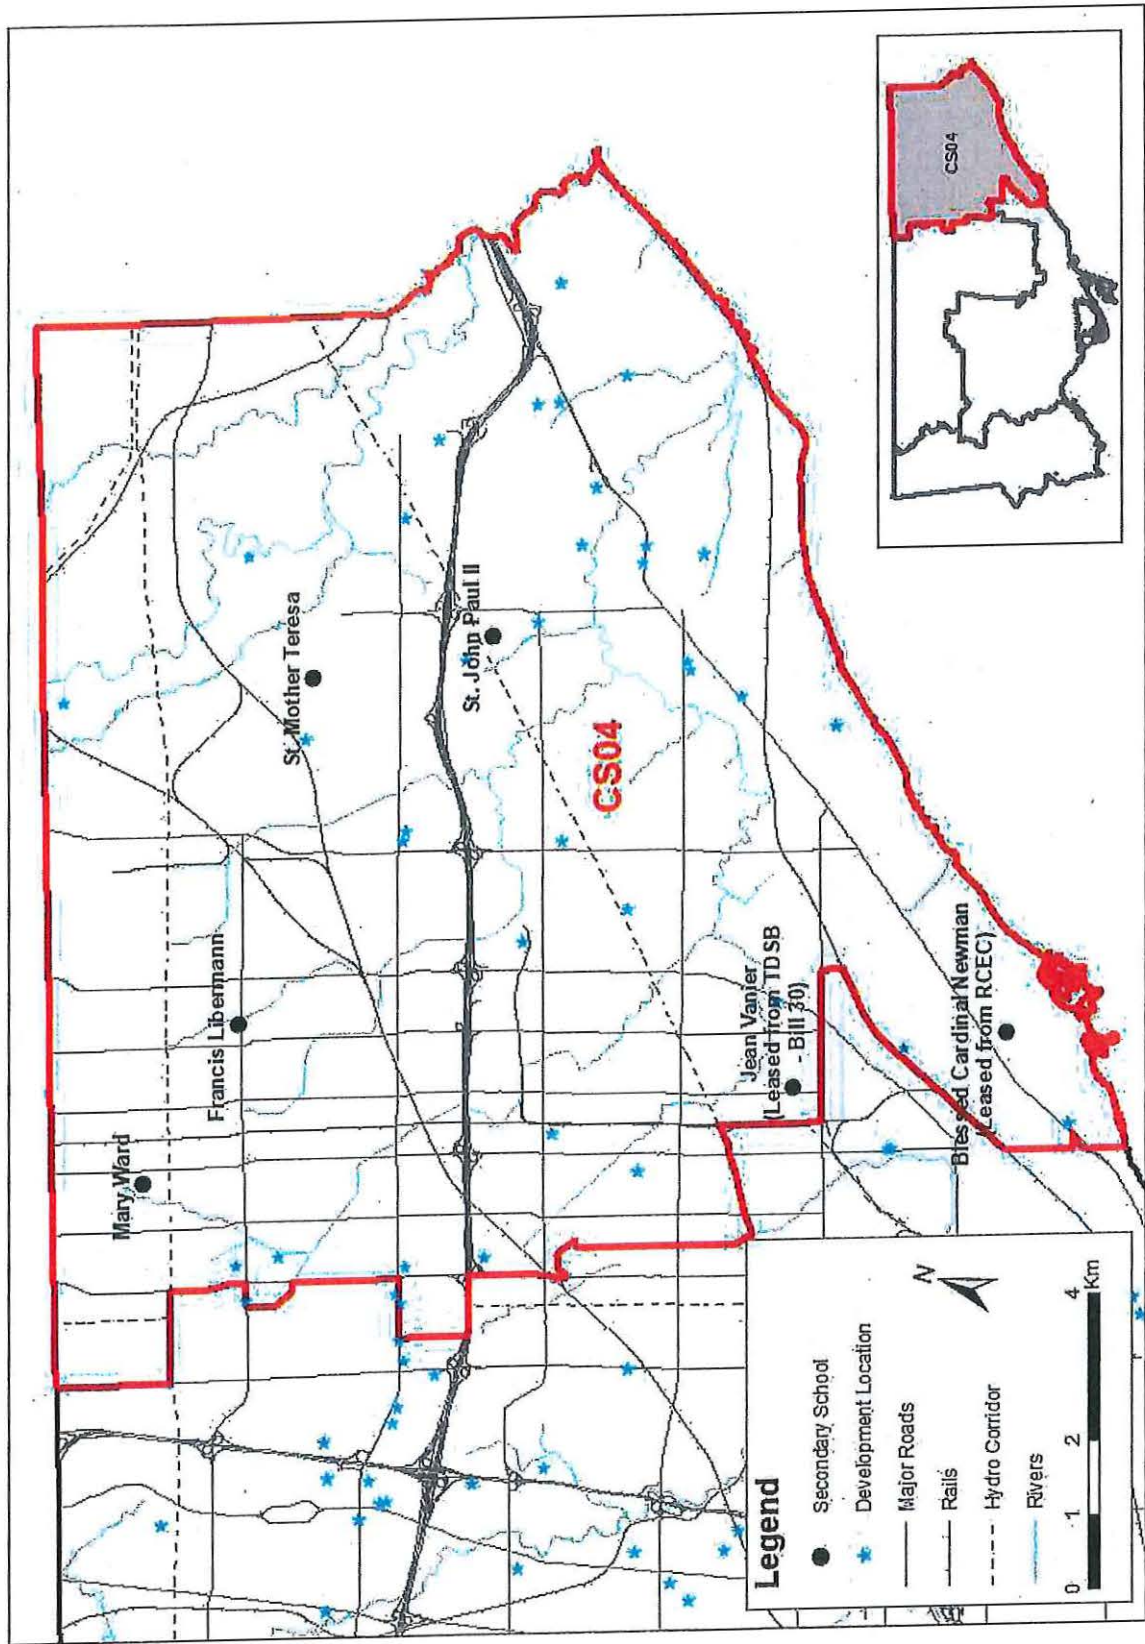 Mary Ward
Francis Libermann
St. Mother Teresa
St. John Paul II
CS04
Jean Vanier
(Leased from TDSB
- Bill 30)
Blessed Cardinal Newman
(Leased from RCEC)
CS04
Legend
Secondary School
Development Location
Major Roads
Rails
Hydro Corridor
Rivers
N
0 1 2 4
Km